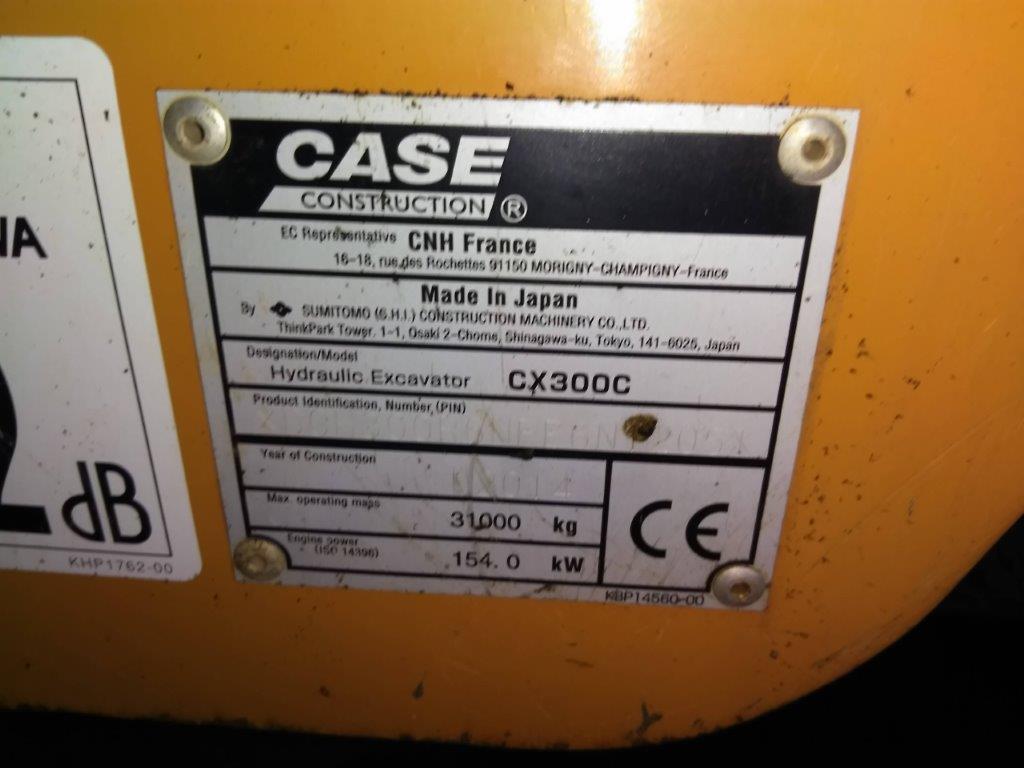 CASE
CONSTRUCTION ®
EC Representative CNH France
16-18, rue des Rochettes 91150 MORIGNY-CHAMPIGNY-France
Made In Japan
By SUMITOMO (S.H.I.) CONSTRUCTION MACHINERY CO., LTD.
ThinkPark Tower. 1-1, Osaki 2-Chome, Shinagawa-ku, Tokyo, 141-6025, Japan
Designation/Model
Hydraulic Excavator CX300C
Product Identification, Number, (PIN)
Year of Construction
2014
Max. operating mass
31000 kg
Engine power
(ISO 14396)
154.0 kW
CE
KBP14560-00
dB
KHP1762-00